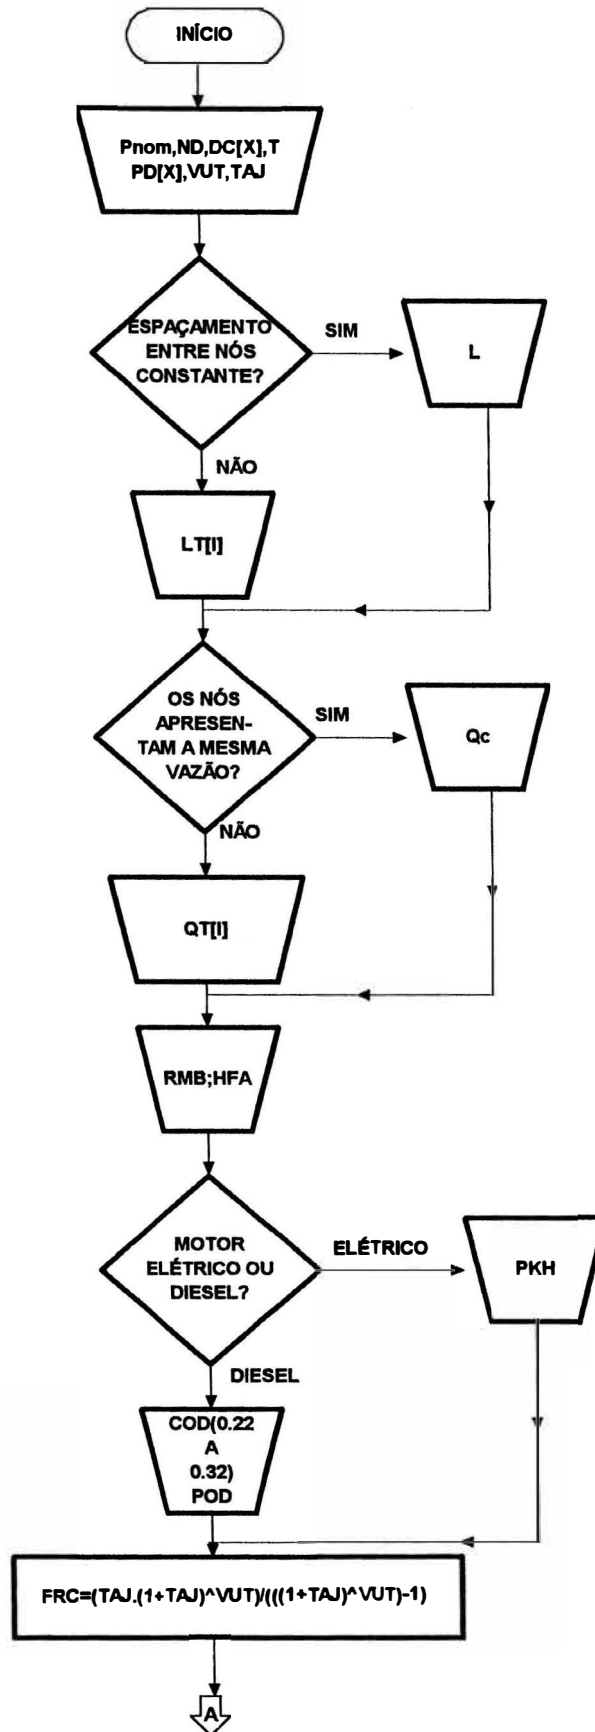 INÍCIO
Pnom,ND,DC[X],T
PD[X],VUT,TAJ
ESPAÇAMENTO
ENTRE NÓS
CONSTANTE?
SIM
L
NÃO
LT[I]
OS NÓS
APRESEN-
TAM A MESMA
VAZÃO?
SIM
Qc
NÃO
QT[I]
RMB;HFA
MOTOR
ELÉTRICO OU
DIESEL?
ELÉTRICO
PKH
DIESEL
COD(0.22
A
0.32)
POD
FRC=(TAJ.(1+TAJ)^VUT)/(((1+TAJ)^VUT)-1)
A